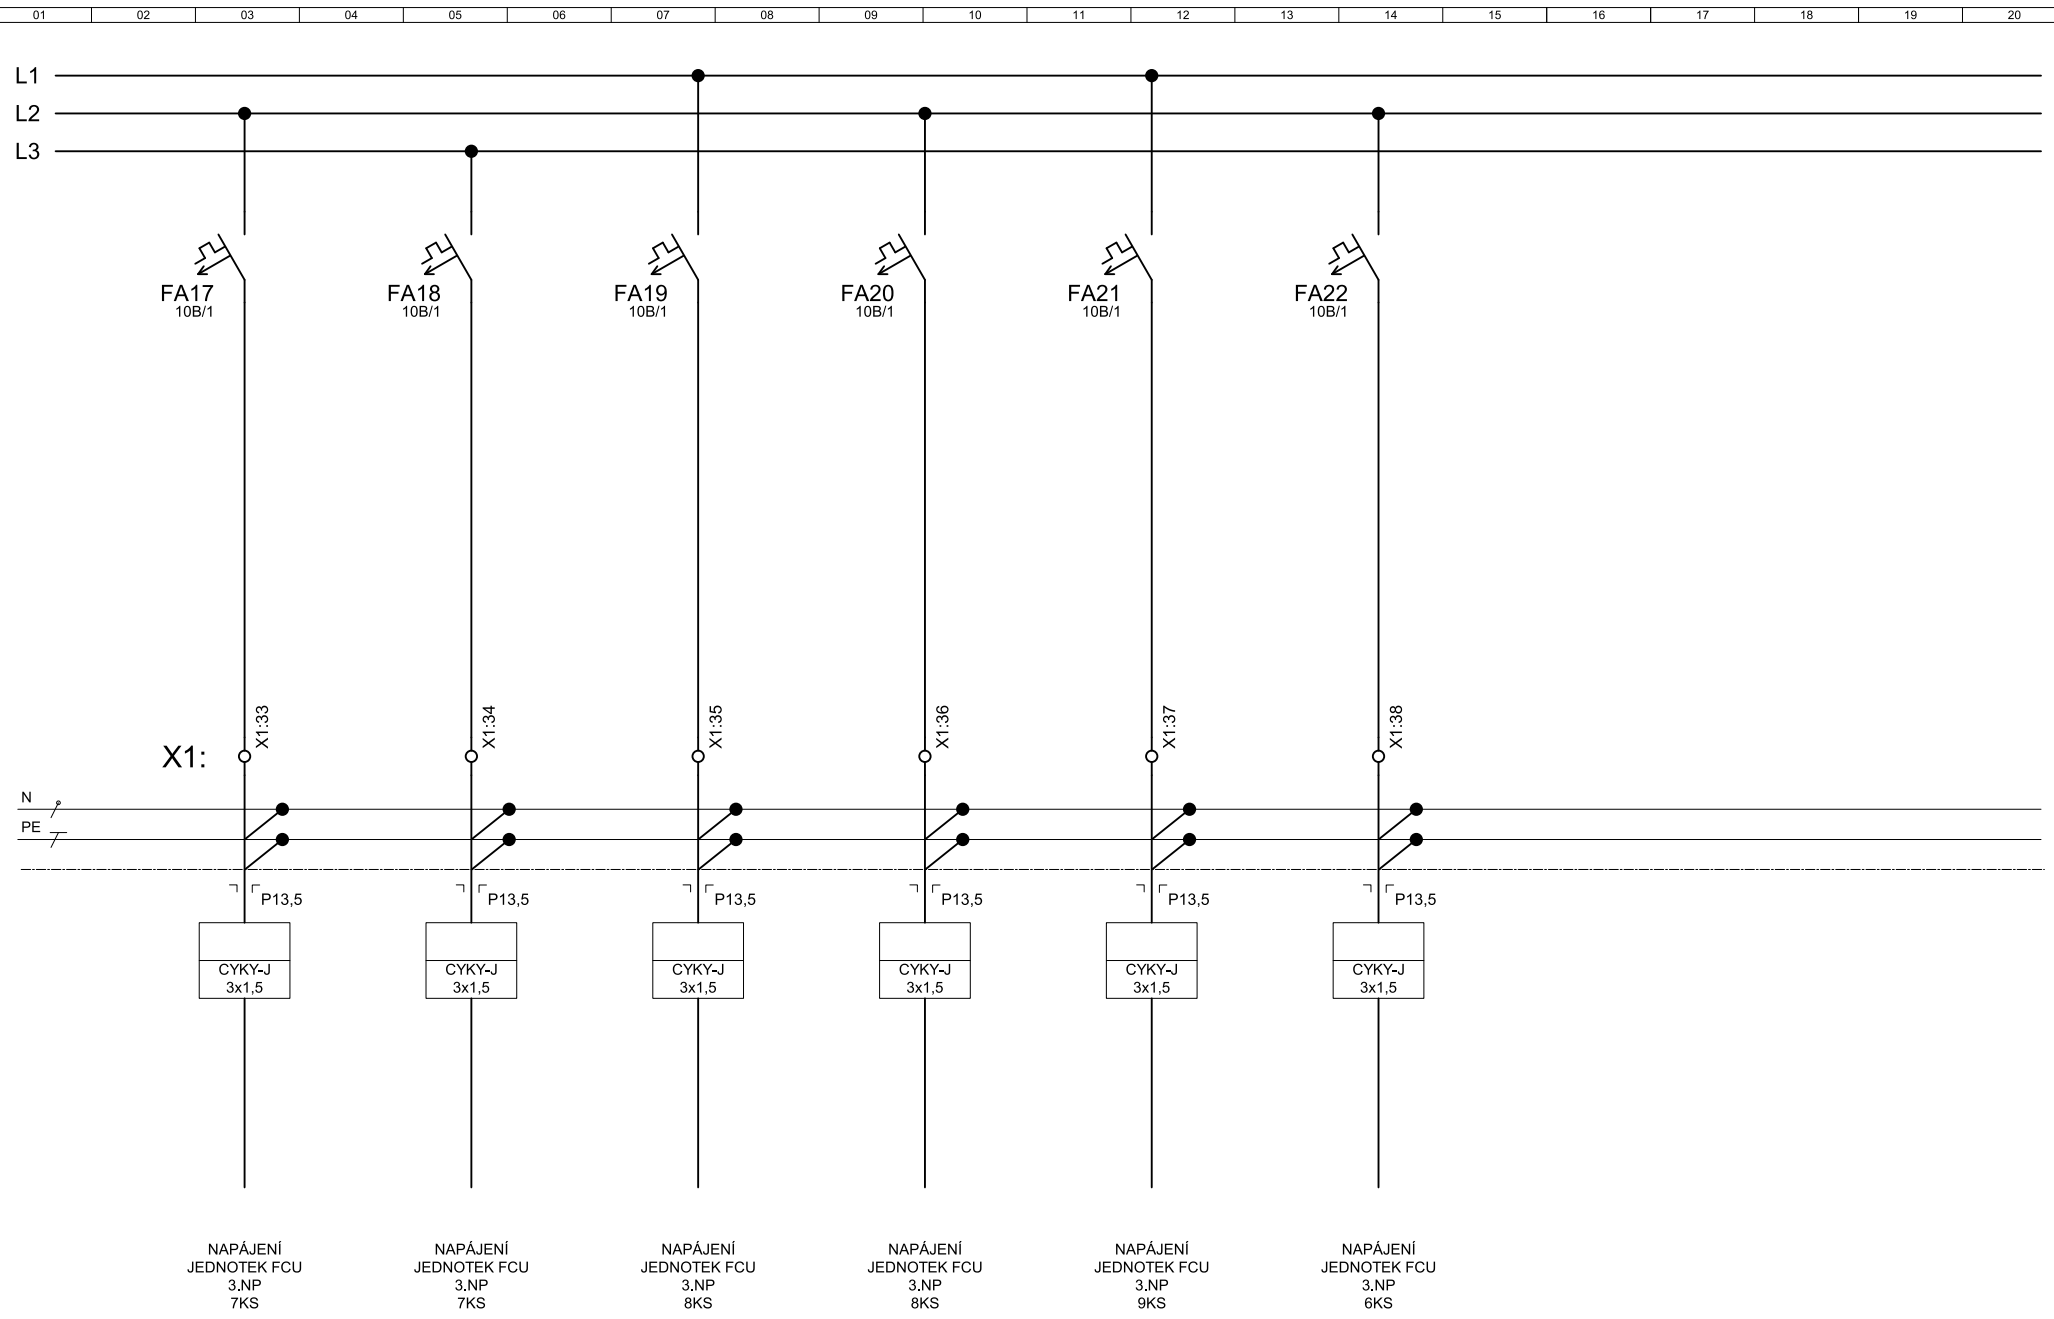 01 02 03 04 05 06 07 08 09 10 11 12 13 14 15 16 17 18 19 20
L1
L2
L3
FA17 FA18 FA19 FA20 FA21 FA22
10B/1 10B/1 10B/1 10B/1 10B/1 10B/1
X1:33 X1:34 X1:35 X1:36 X1:37 X1:38
X1:
N
PE
P13,5 P13,5 P13,5 P13,5 P13,5 P13,5
CYKY-J CYKY-J CYKY-J CYKY-J CYKY-J CYKY-J
3x1,5 3x1,5 3x1,5 3x1,5 3x1,5 3x1,5
NAPÁJENÍ NAPÁJENÍ NAPÁJENÍ NAPÁJENÍ NAPÁJENÍ NAPÁJENÍ
JEDNOTEK FCU JEDNOTEK FCU JEDNOTEK FCU JEDNOTEK FCU JEDNOTEK FCU JEDNOTEK FCU
3.NP 3.NP 3.NP 3.NP 3.NP 3.NP
7KS 7KS 8KS 8KS 9KS 6KS